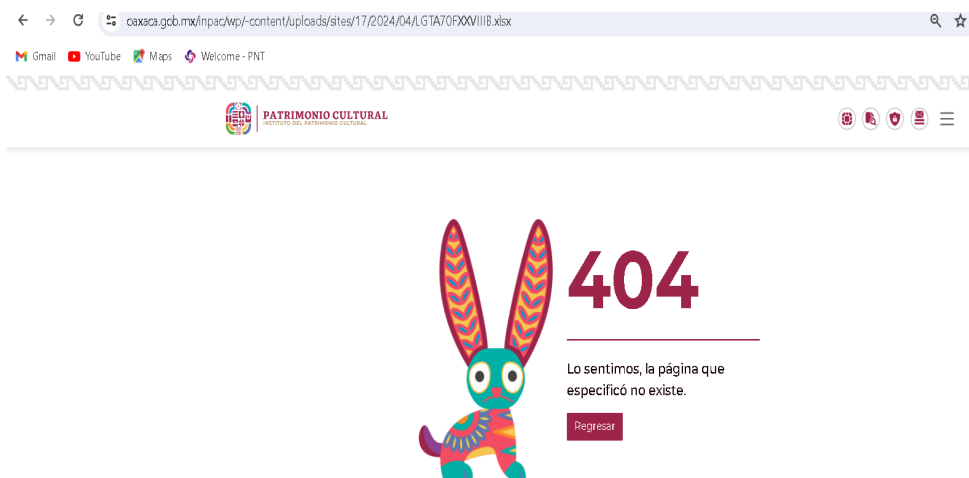 oaxaca.gob.mx/inpac/wp/-content/uploads/sites/17/2024/04/LGTA70FXXVIIIB.xlsx
Gmail YouTube Maps Welcome - PNT
PATRIMONIO CULTURAL
INSTITUTO DEL PATRIMONIO CULTURAL
404
Lo sentimos, la página que
especificó no existe.
Regresar